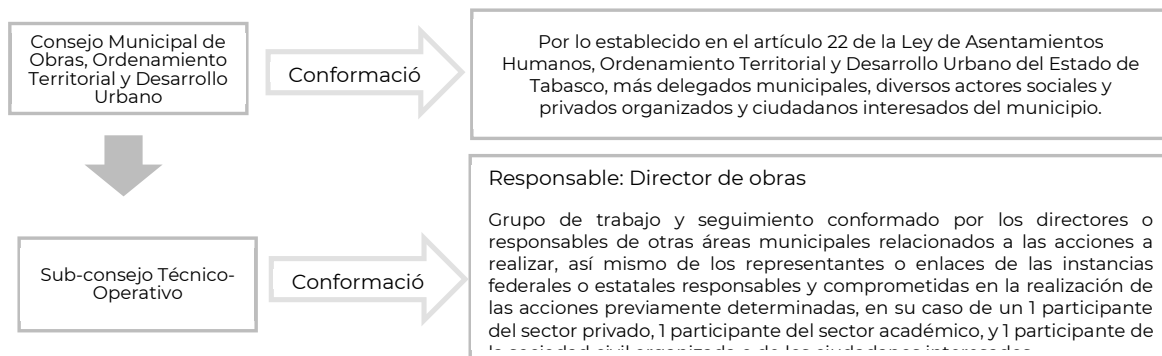 Consejo Municipal de
Obras, Ordenamiento
Territorial y Desarrollo
Urbano
Conformació
Por lo establecido en el artículo 22 de la Ley de Asentamientos
Humanos, Ordenamiento Territorial y Desarrollo Urbano del Estado de
Tabasco, más delegados municipales, diversos actores sociales y
privados organizados y ciudadanos interesados del municipio.
Sub-consejo Técnico-
Operativo
Conformació
Responsable: Director de obras
Grupo de trabajo y seguimiento conformado por los directores o
responsables de otras áreas municipales relacionados a las acciones a
realizar, así mismo de los representantes o enlaces de las instancias
federales o estatales responsables y comprometidas en la realización de
las acciones previamente determinadas, en su caso de un 1 participante
del sector privado, 1 participante del sector académico, y 1 participante de